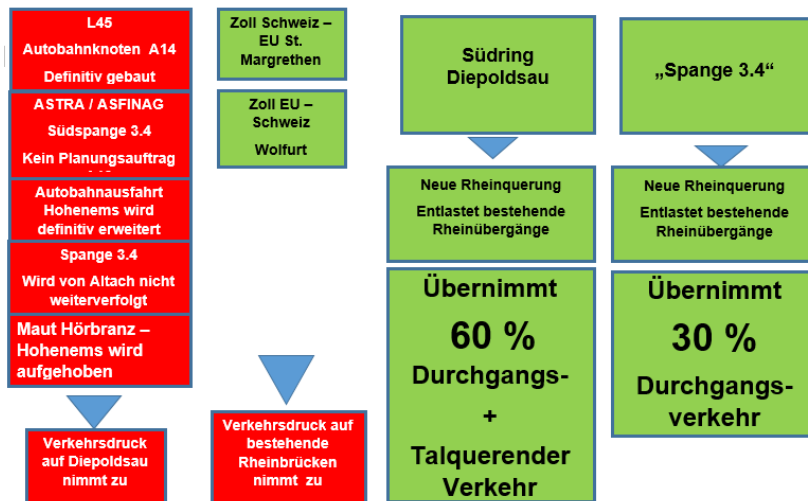 L45
Autobahnknoten A14
Definitiv gebaut
ASTRA / ASFINAG
Südspange 3.4
Kein Planungsauftrag
Autobahnausfahrt
Hohenems wird
definitiv erweitert
Spange 3.4
Wird von Altach nicht
weiterverfolgt
Maut Hörbranz –
Hohenems wird
aufgehoben
Verkehrsdruck
auf Diepoldsau
nimmt zu
Zoll Schweiz –
EU St.
Margrethen
Zoll EU –
Schweiz
Wolfurt
Verkehrsdruck auf
bestehende
Rheinbrücken
nimmt zu
Südring
Diepoldsau
Neue Rheinquerung
Entlastet bestehende
Rheinübergänge
Übernimmt
60 %
Durchgangs-
+
Talquerender
Verkehr
„Spange 3.4“
Neue Rheinquerung
Entlastet bestehende
Rheinübergänge
Übernimmt
30 %
Durchgangs-
verkehr